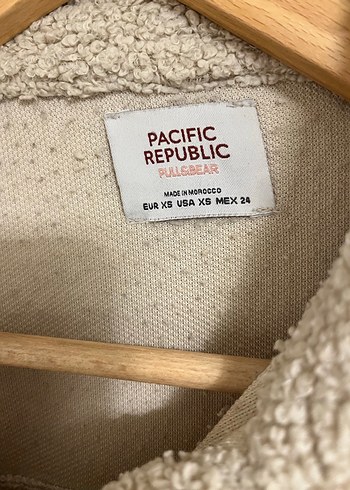 PACIFIC
REPUBLIC
PULL&BEAR
MADE IN MOROCCO
EUR XS USA XS MEX 24